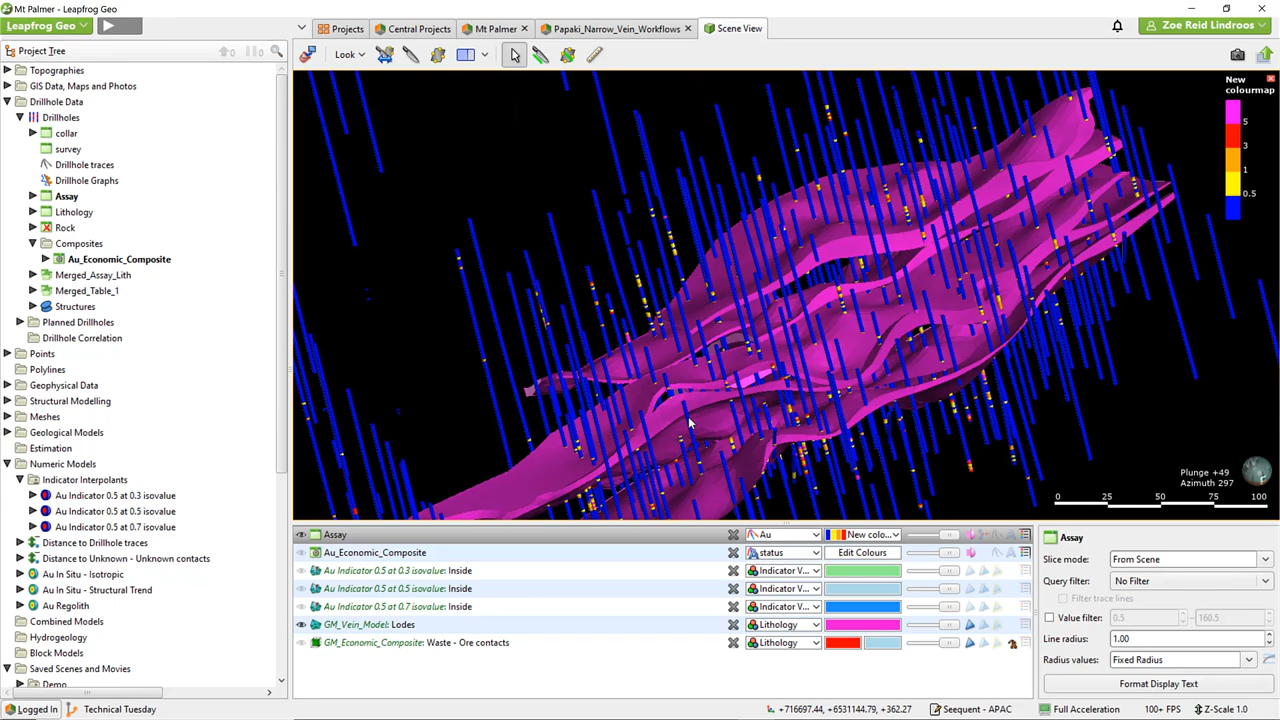 Mt Palmer - Leapfrog Geo
Leapfrog Geo
Projects
Central Projects
Mt Palmer
Papaki_Narrow_Vein_Workflows
Scene View
Zoe Reid Lindroos
Project Tree
0
0
Look
Topographies
GIS Data, Maps and Photos
Drillhole Data
Drillholes
collar
survey
Drillhole traces
Drillhole Graphs
Assay
Lithology
Rock
Composites
Au_Economic_Composite
Merged_Assay_Lith
Merged_Table_1
Structures
Planned Drillholes
Drillhole Correlation
Points
Polylines
Geophysical Data
Structural Modelling
Meshes
Geological Models
Estimation
Numeric Models
Indicator Interpolants
Au Indicator 0.5 at 0.3 isovalue
Au Indicator 0.5 at 0.5 isovalue
Au Indicator 0.5 at 0.7 isovalue
Distance to Drillhole traces
Distance to Unknown - Unknown contacts
Au In Situ - Isotropic
Au In Situ - Structural Trend
Au Regolith
Combined Models
Hydrogeology
Block Models
Saved Scenes and Movies
Demo
New
colourmap
5
3
1
0.5
Plunge +49
Azimuth 297
0 25 50 75 100
Assay Au New colo...
Au_Economic_Composite status Edit Colours
Au Indicator 0.5 at 0.3 isovalue: Inside Indicator V...
Au Indicator 0.5 at 0.5 isovalue: Inside Indicator V...
Au Indicator 0.5 at 0.7 isovalue: Inside Indicator V...
GM_Vein_Model: Lodes Lithology
GM_Economic_Composite: Waste - Ore contacts Lithology
Assay
Slice mode: From Scene
Query filter: No Filter
Filter trace lines
Value filter: 0.5 - 160.5
Line radius: 1.00
Radius values: Fixed Radius
Format Display Text
Logged In
Technical Tuesday
+716697.44, +6531144.79, +362.27
Seequent - APAC
Full Acceleration
100+ FPS
Z-Scale 1.0